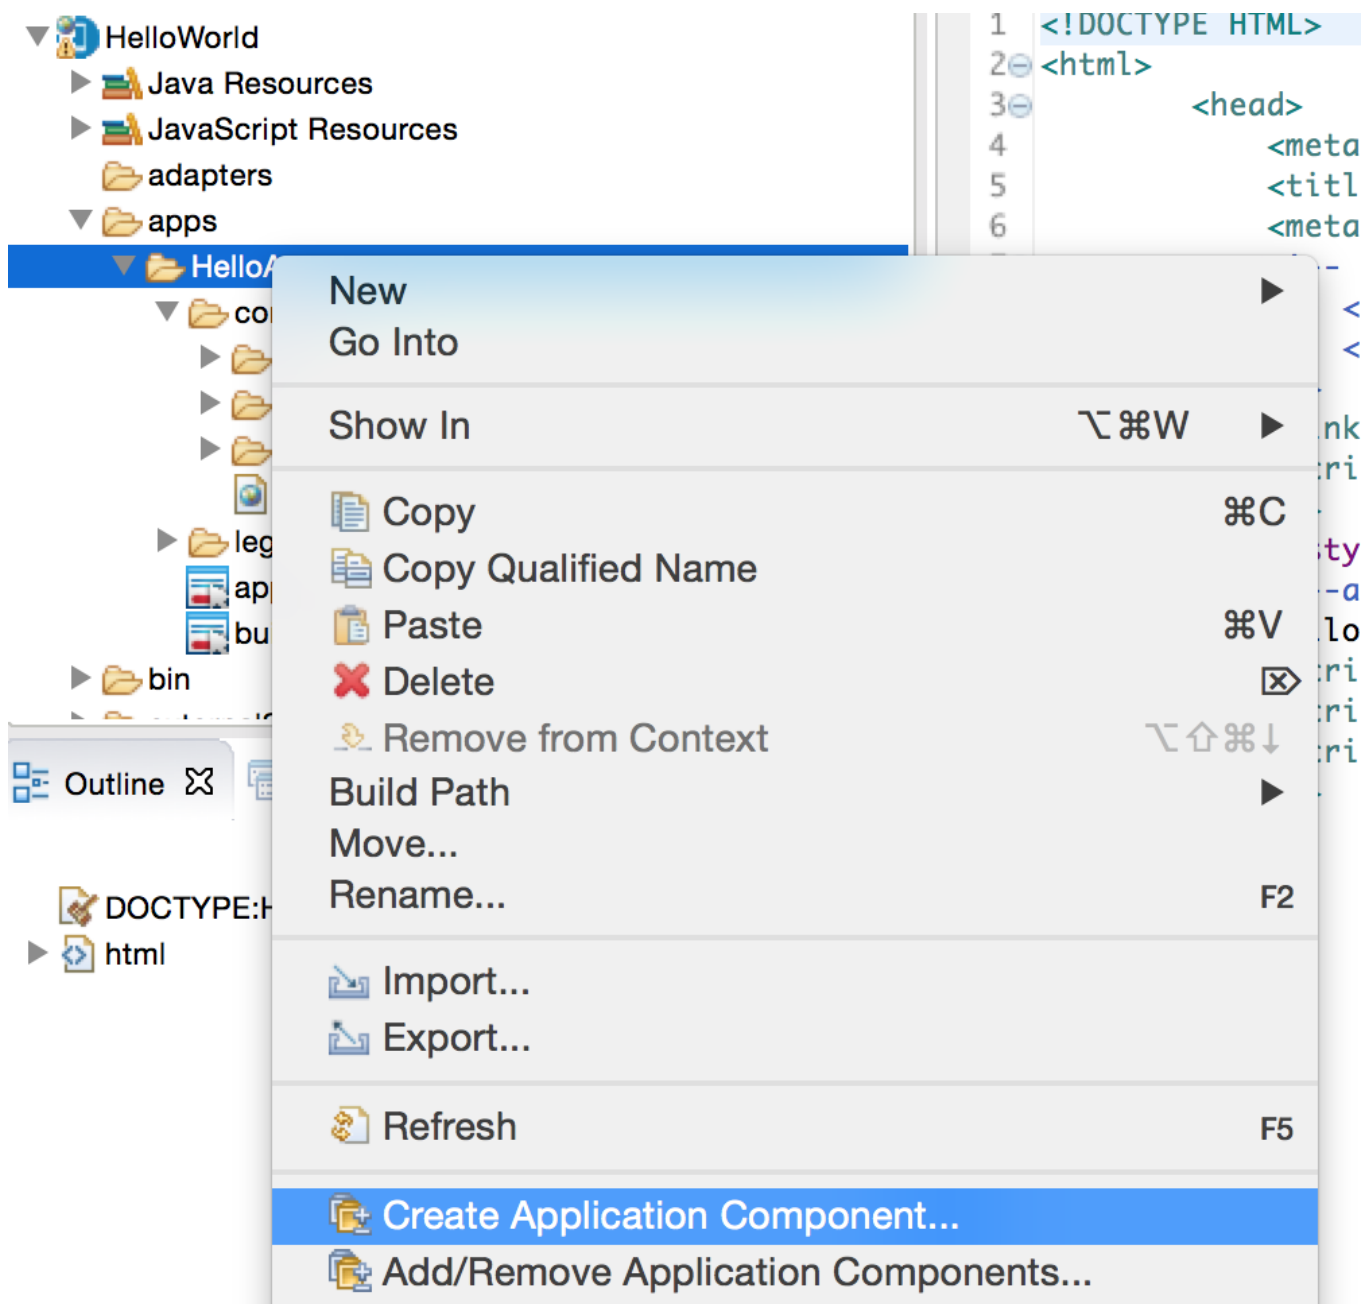 HelloWorld
Java Resources
JavaScript Resources
adapters
apps
bin
Outline
html
1 <!DOCTYPE HTML>
2 <html>
3 <head>
4 <meta
5
6 <meta
New
Go Into
Show In ⌥⌘W
Copy ⌘C
Copy Qualified Name
Paste ⌘V
Delete ⌦
Remove from Context ⌥⇧⌘↓
Build Path
Move...
Rename... F2
Import...
Export...
Refresh F5
Create Application Component...
Add/Remove Application Components...